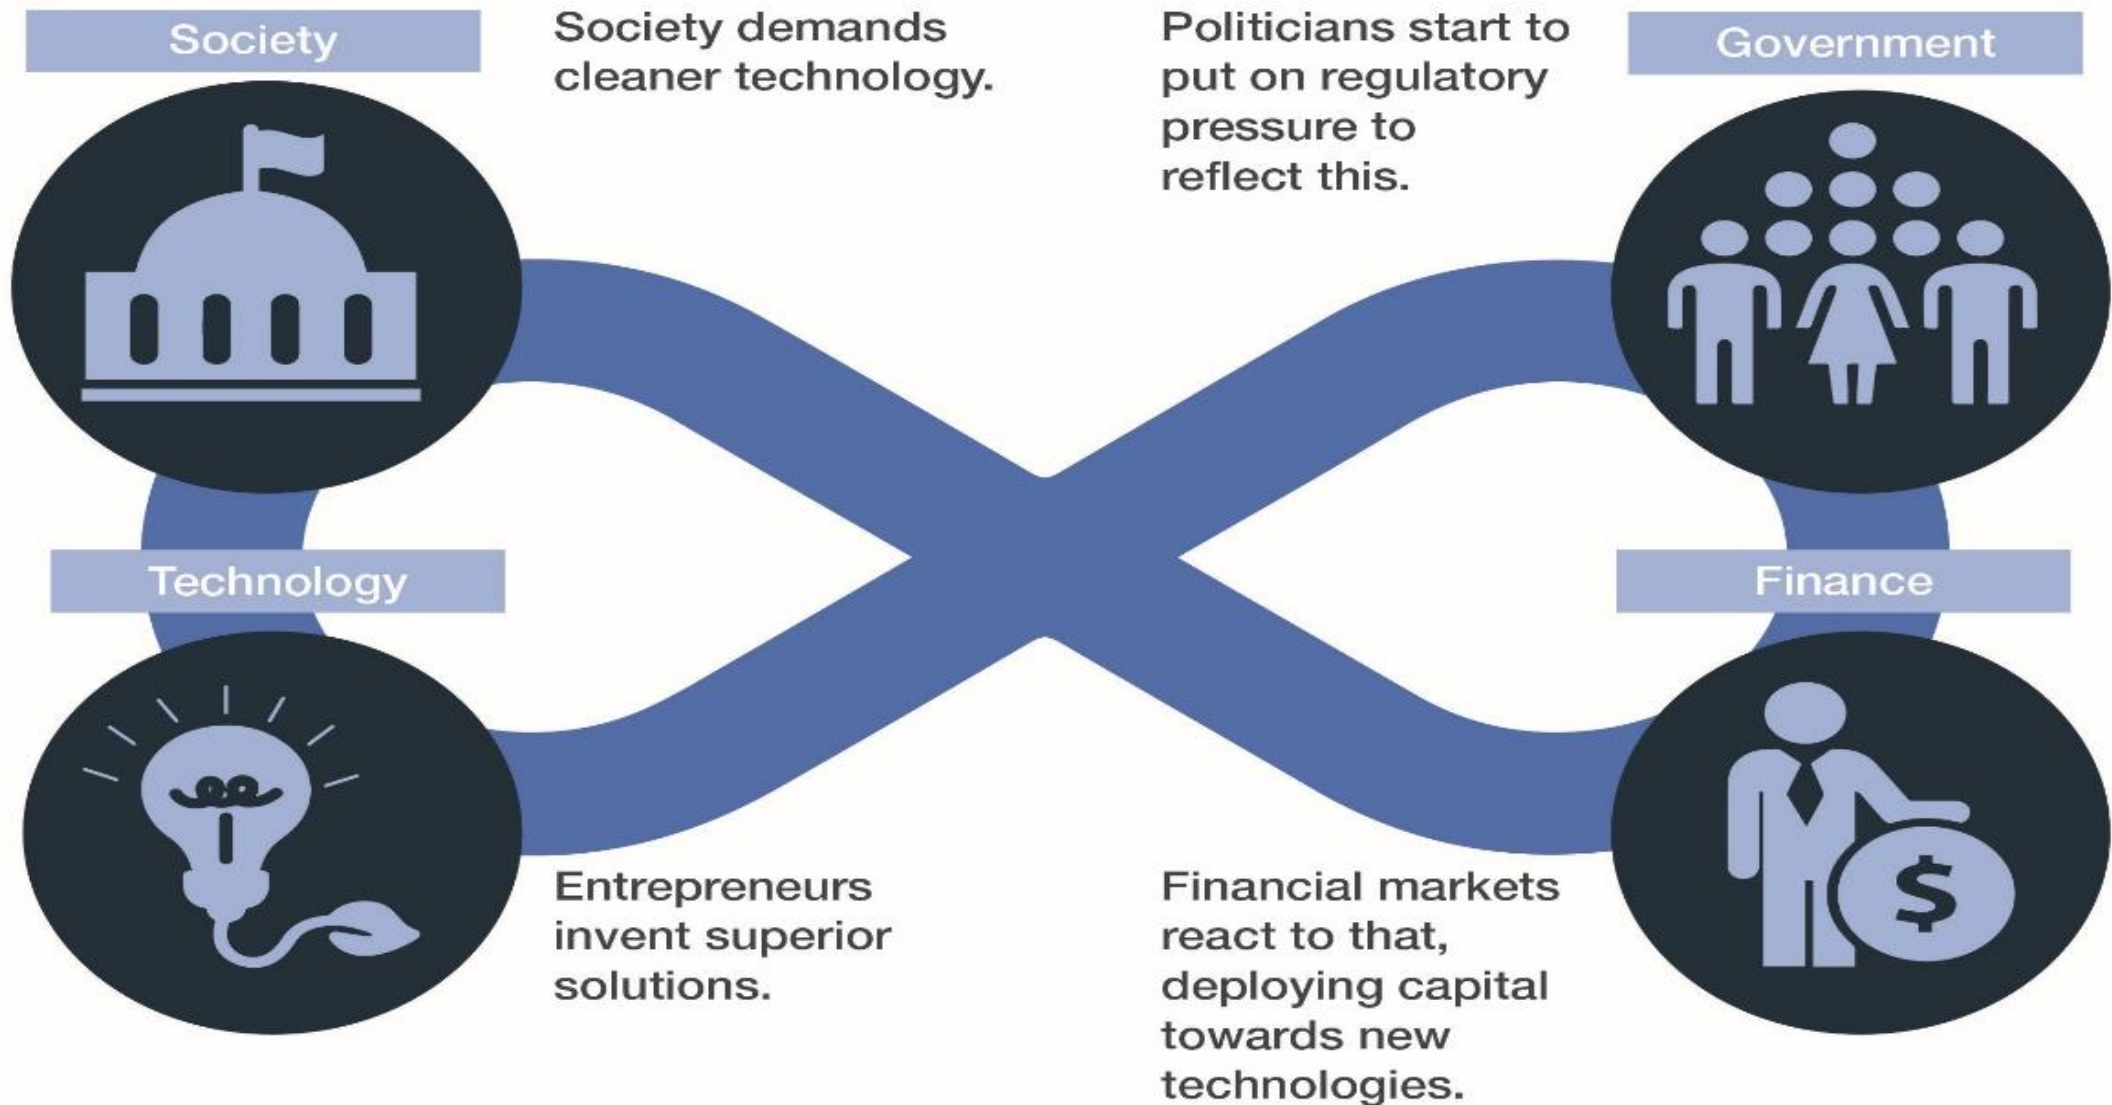 Society
Society demands
cleaner technology.
Politicians start to
put on regulatory
pressure to
reflect this.
Government
Technology
Entrepreneurs
invent superior
solutions.
Finance
$
Financial markets
react to that,
deploying capital
towards new
technologies.